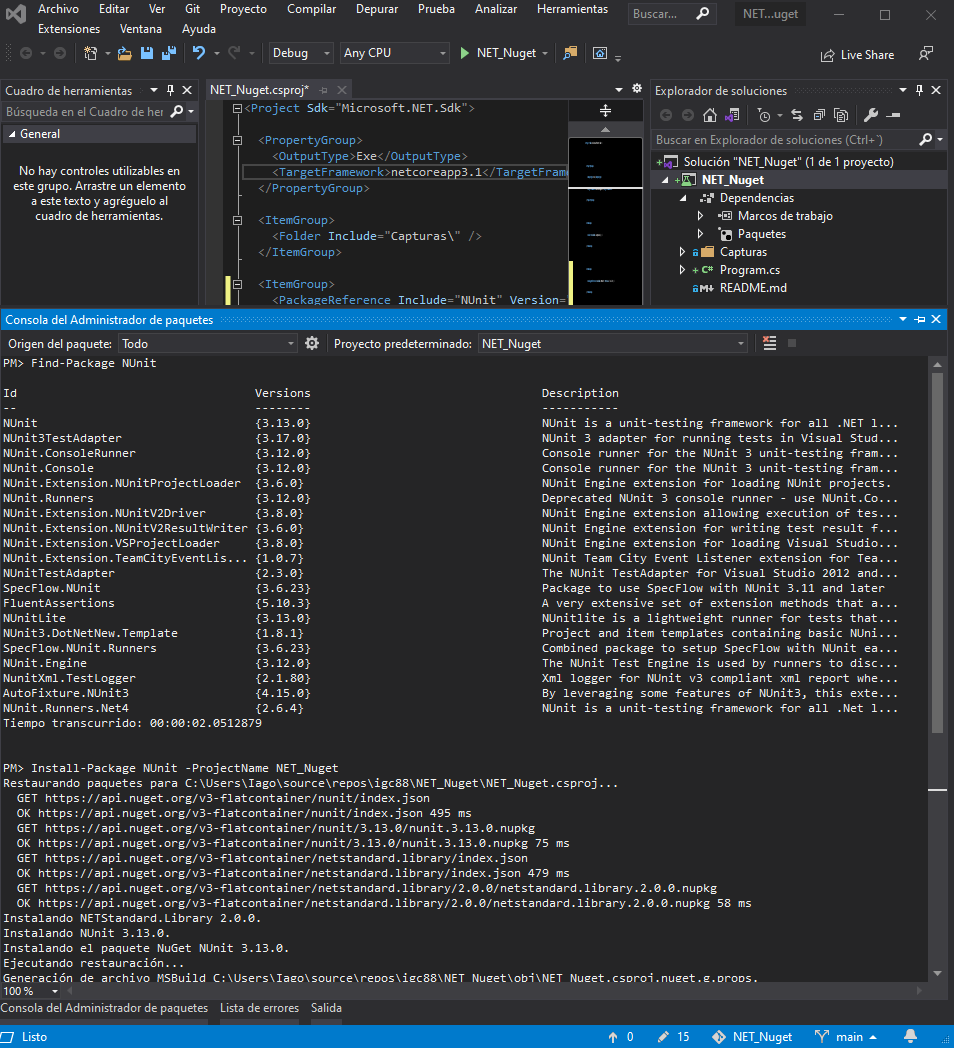 Archivo Editar Ver Git Proyecto Compilar Depurar Prueba Analizar Herramientas
Extensiones Ventana Ayuda
Buscar...
NET...uget
Debug Any CPU NET_Nuget Live Share
Cuadro de herramientas
Búsqueda en el Cuadro de her
General
No hay controles utilizables en
este grupo. Arrastre un elemento
a este texto y agréguelo al
cuadro de herramientas.
NET_Nuget.csproj*
<Project Sdk="Microsoft.NET.Sdk">
<PropertyGroup>
<OutputType>Exe</OutputType>
<TargetFramework>netcoreapp3.1</TargetFram
</PropertyGroup>
<ItemGroup>
<Folder Include="Capturas\" />
</ItemGroup>
<ItemGroup>
<PackageReference Include="NUnit" Version=
Explorador de soluciones
Buscar en Explorador de soluciones (Ctrl+´)
Solución "NET_Nuget" (1 de 1 proyecto)
NET_Nuget
Dependencias
Marcos de trabajo
Paquetes
Capturas
C# Program.cs
M README.md
Consola del Administrador de paquetes
Origen del paquete: Todo Proyecto predeterminado: NET_Nuget
PM> Find-Package NUnit
Id Versions Description
-- -------- -----------
NUnit {3.13.0} NUnit is a unit-testing framework for all .NET l...
NUnit3TestAdapter {3.17.0} NUnit 3 adapter for running tests in Visual Stud...
NUnit.ConsoleRunner {3.12.0} Console runner for the NUnit 3 unit-testing fram...
NUnit.Console {3.12.0} Console runner for the NUnit 3 unit-testing fram...
NUnit.Extension.NUnitProjectLoader {3.6.0} NUnit Engine extension for loading NUnit projects.
NUnit.Runners {3.12.0} Deprecated NUnit 3 console runner - use NUnit.Co...
NUnit.Extension.NUnitV2Driver {3.8.0} NUnit Engine extension allowing execution of tes...
NUnit.Extension.NUnitV2ResultWriter {3.6.0} NUnit Engine extension for writing test result f...
NUnit.Extension.VSProjectLoader {3.8.0} NUnit Engine extension for loading Visual Studio...
NUnit.Extension.TeamCityEventLis... {1.0.7} NUnit Team City Event Listener extension for Tea...
NUnitTestAdapter {2.3.0} The NUnit TestAdapter for Visual Studio 2012 and...
SpecFlow.NUnit {3.6.23} Package to use SpecFlow with NUnit 3.11 and later
FluentAssertions {5.10.3} A very extensive set of extension methods that a...
NUnitLite {3.13.0} NUnitlite is a lightweight runner for tests that...
NUnit3.DotNetNew.Template {1.8.1} Project and item templates containing basic NUni...
SpecFlow.NUnit.Runners {3.6.23} Combined package to setup SpecFlow with NUnit ea...
NUnit.Engine {3.12.0} The NUnit Test Engine is used by runners to disc...
NunitXml.TestLogger {2.1.80} Xml logger for NUnit v3 compliant xml report whe...
AutoFixture.NUnit3 {4.15.0} By leveraging some features of NUnit3, this exte...
NUnit.Runners.Net4 {2.6.4} NUnit is a unit-testing framework for all .Net l...
Tiempo transcurrido: 00:00:02.0512879
PM> Install-Package NUnit -ProjectName NET_Nuget
Restaurando paquetes para C:\Users\Iago\source\repos\igc88\NET_Nuget\NET_Nuget.csproj...
GET https://api.nuget.org/v3-flatcontainer/nunit/index.json
OK https://api.nuget.org/v3-flatcontainer/nunit/index.json 495 ms
GET https://api.nuget.org/v3-flatcontainer/nunit/3.13.0/nunit.3.13.0.nupkg
OK https://api.nuget.org/v3-flatcontainer/nunit/3.13.0/nunit.3.13.0.nupkg 75 ms
GET https://api.nuget.org/v3-flatcontainer/netstandard.library/index.json
OK https://api.nuget.org/v3-flatcontainer/netstandard.library/index.json 479 ms
GET https://api.nuget.org/v3-flatcontainer/netstandard.library/2.0.0/netstandard.library.2.0.0.nupkg
OK https://api.nuget.org/v3-flatcontainer/netstandard.library/2.0.0/netstandard.library.2.0.0.nupkg 58 ms
Instalando NETStandard.Library 2.0.0.
Instalando NUnit 3.13.0.
Instalando el paquete NuGet NUnit 3.13.0.
Ejecutando restauración...
Generación de archivo MSBuild C:\Users\Iago\source\repos\igc88\NET_Nuget\obj\NET_Nuget.csproj.nuget.g.props.
100 %
Consola del Administrador de paquetes Lista de errores Salida
Listo 0 15 NET_Nuget main